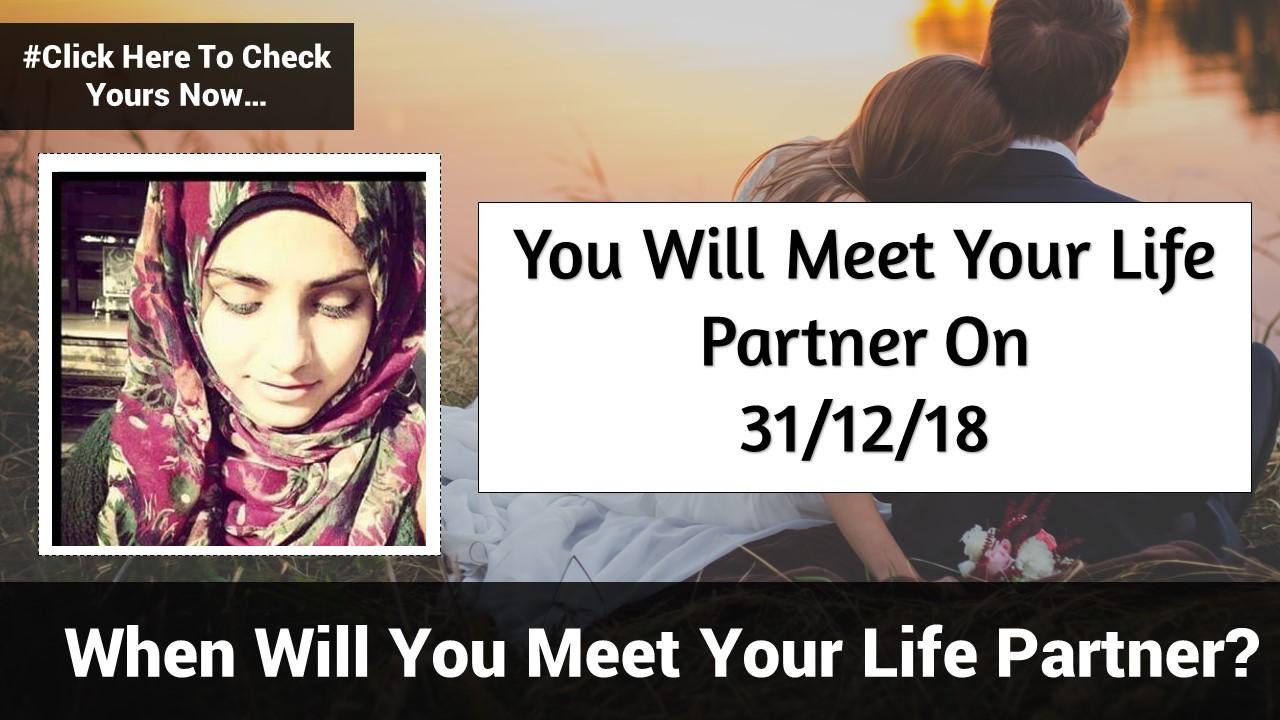 #Click Here To Check
Yours Now...
You Will Meet Your Life
Partner On
31/12/18
When Will You Meet Your Life Partner?